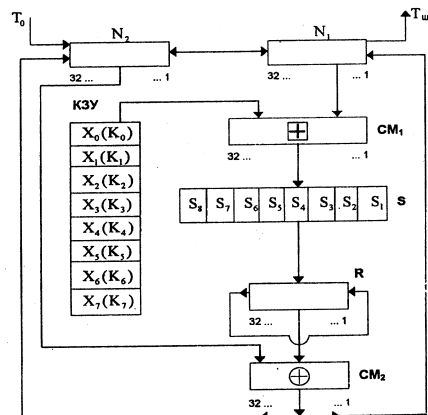 T₀
N₂
N₁
Tш
32 ...
... 1
32 ...
... 1
КЗУ
X₀(K₀)
X₁(K₁)
X₂(K₂)
X₃(K₃)
X₄(K₄)
X₅(K₅)
X₆(K₆)
X₇(K₇)
+
CM₁
32 ...
... 1
S₈ S₇ S₆ S₅ S₄ S₃ S₂ S₁
S
R
32 ...
... 1
+
CM₂
32 ...
... 1